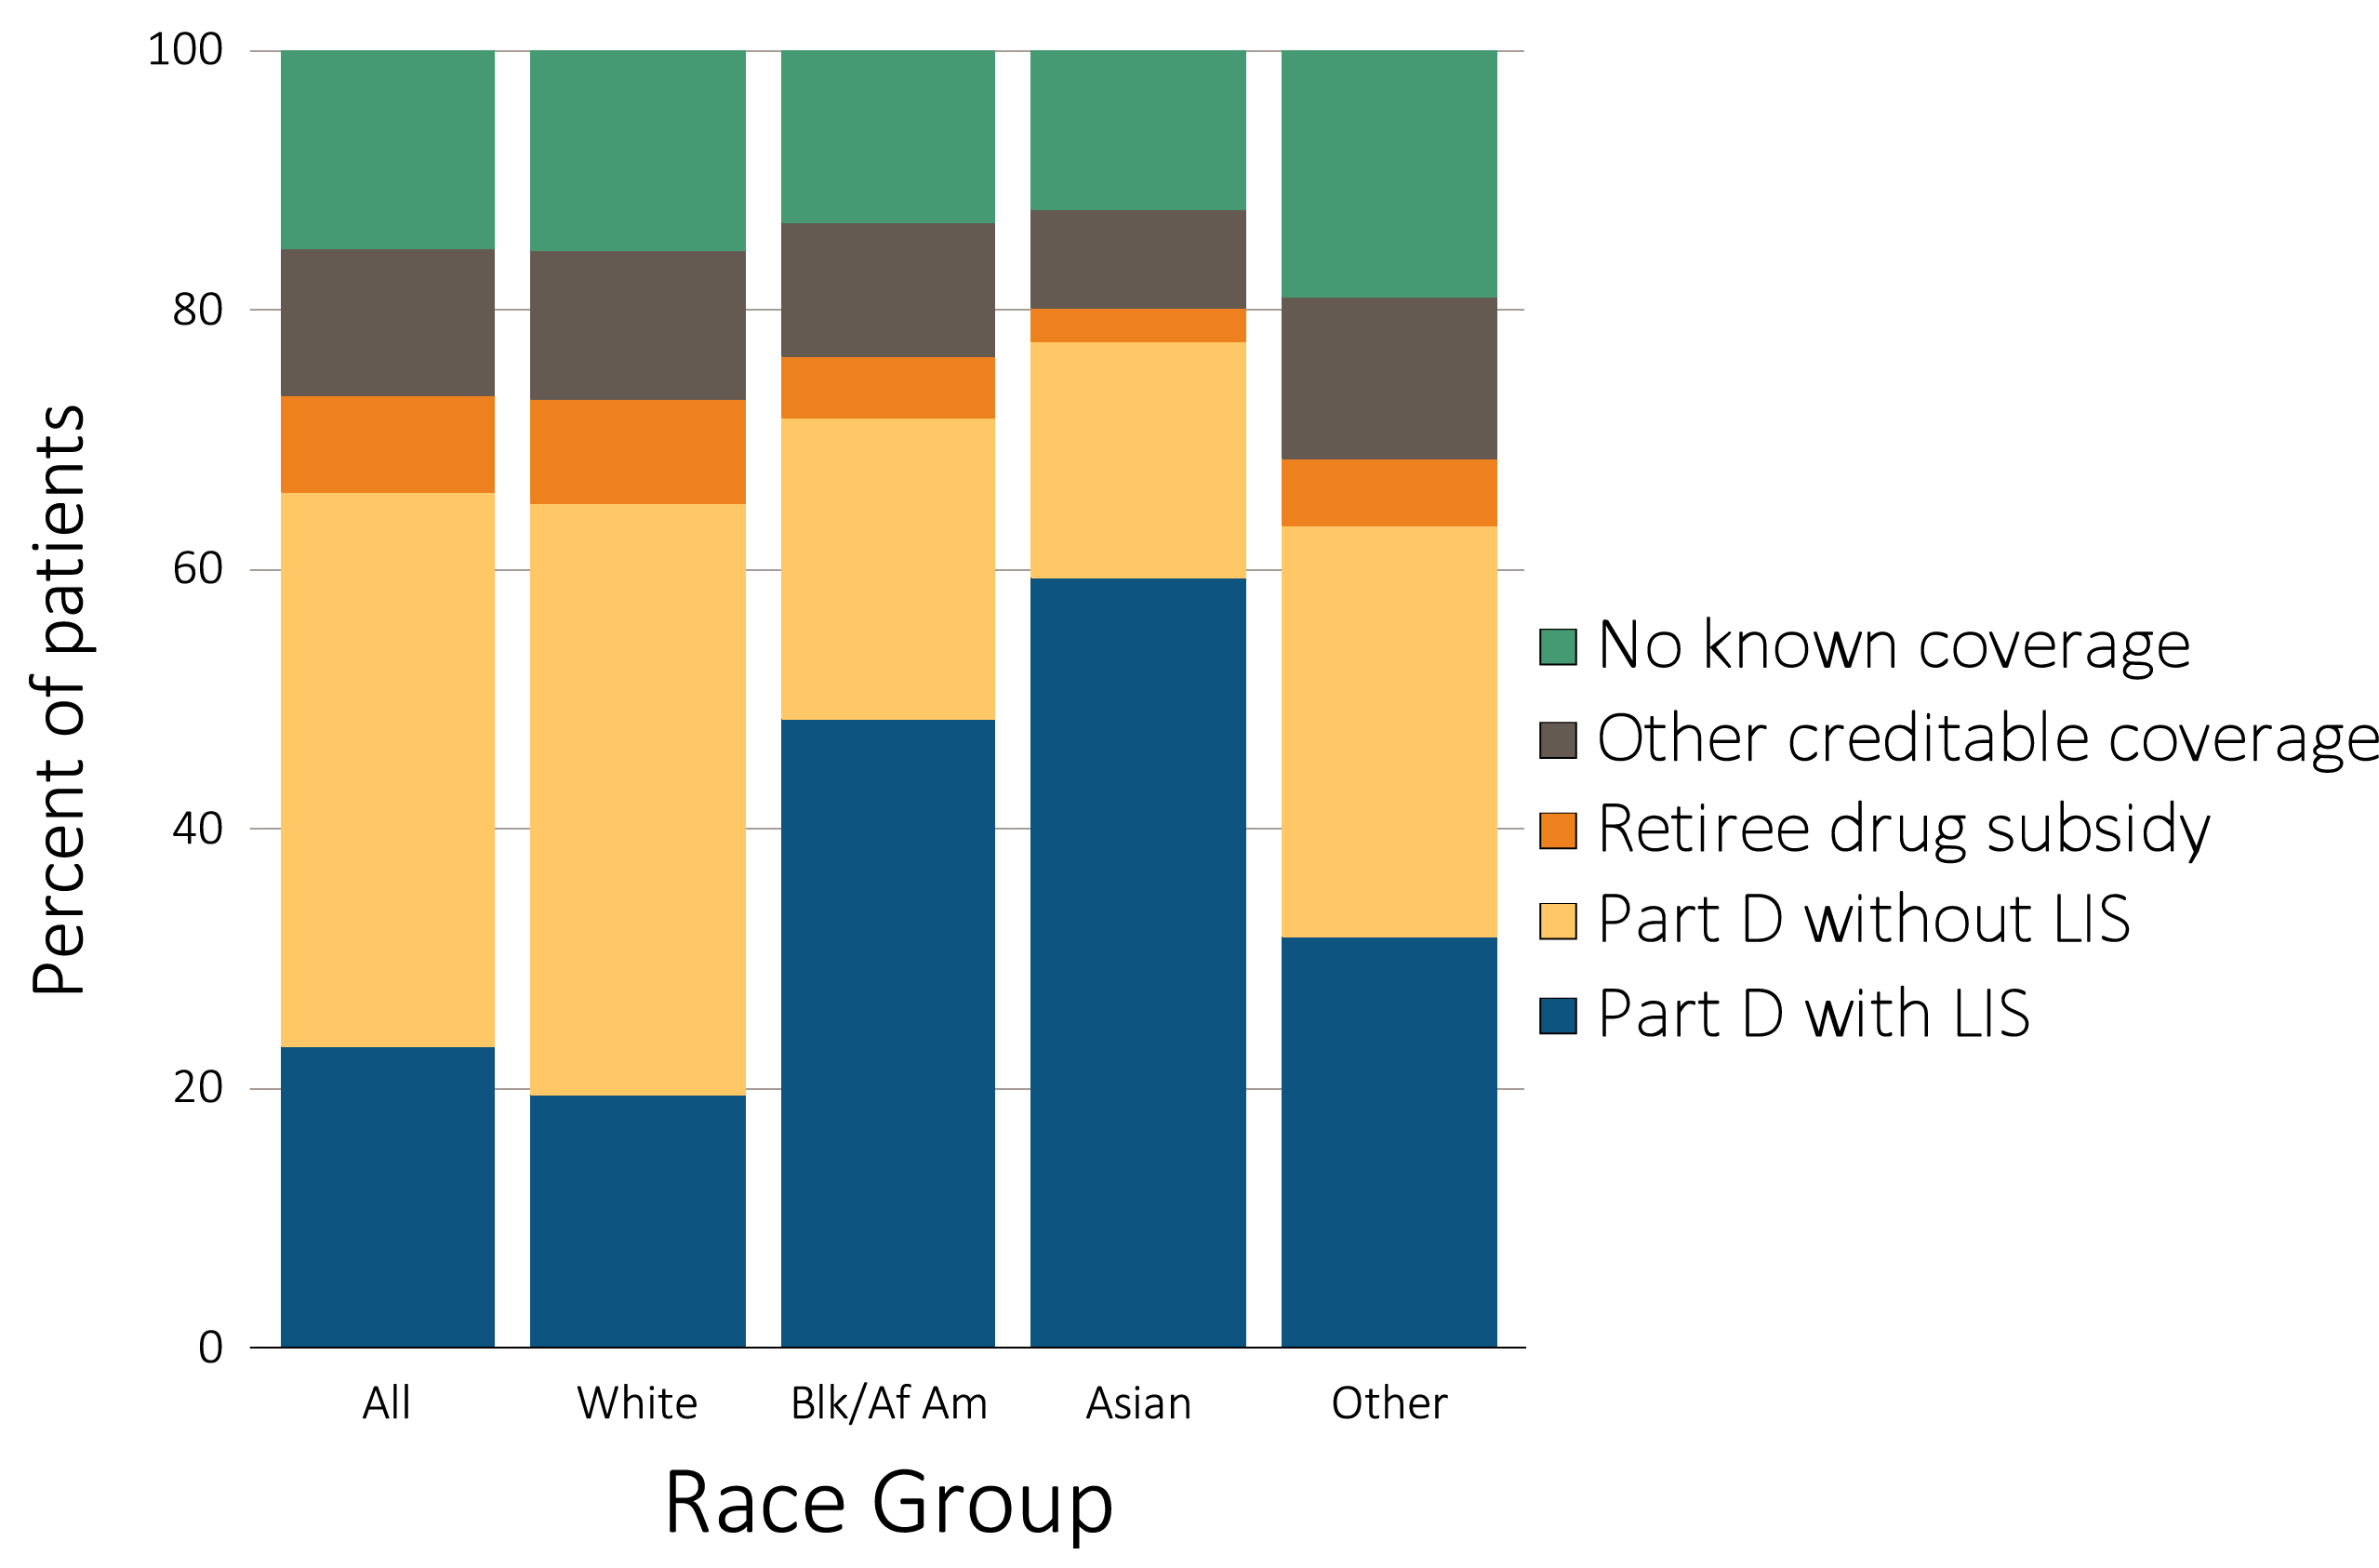 Percent of patients
100
80
60
40
20
0
All
White
Blk/Af Am
Asian
Other
Race Group
No known coverage
Other creditable coverage
Retiree drug subsidy
Part D without LIS
Part D with LIS